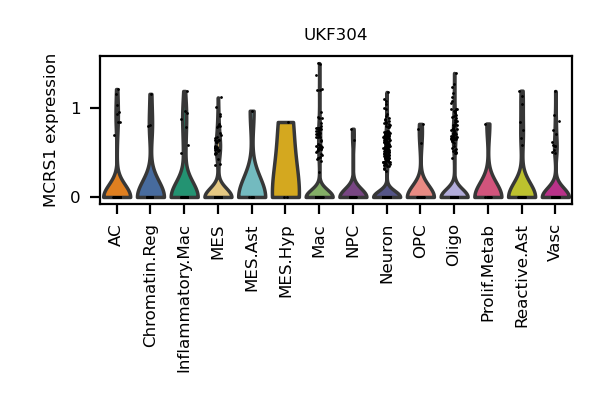 UKF304
MCRS1 expression
1
0
AC
Chromatin.Reg
Inflammatory.Mac
MES
MES.Ast
MES.Hyp
Mac
NPC
Neuron
OPC
Oligo
Prolif.Metab
Reactive.Ast
Vasc